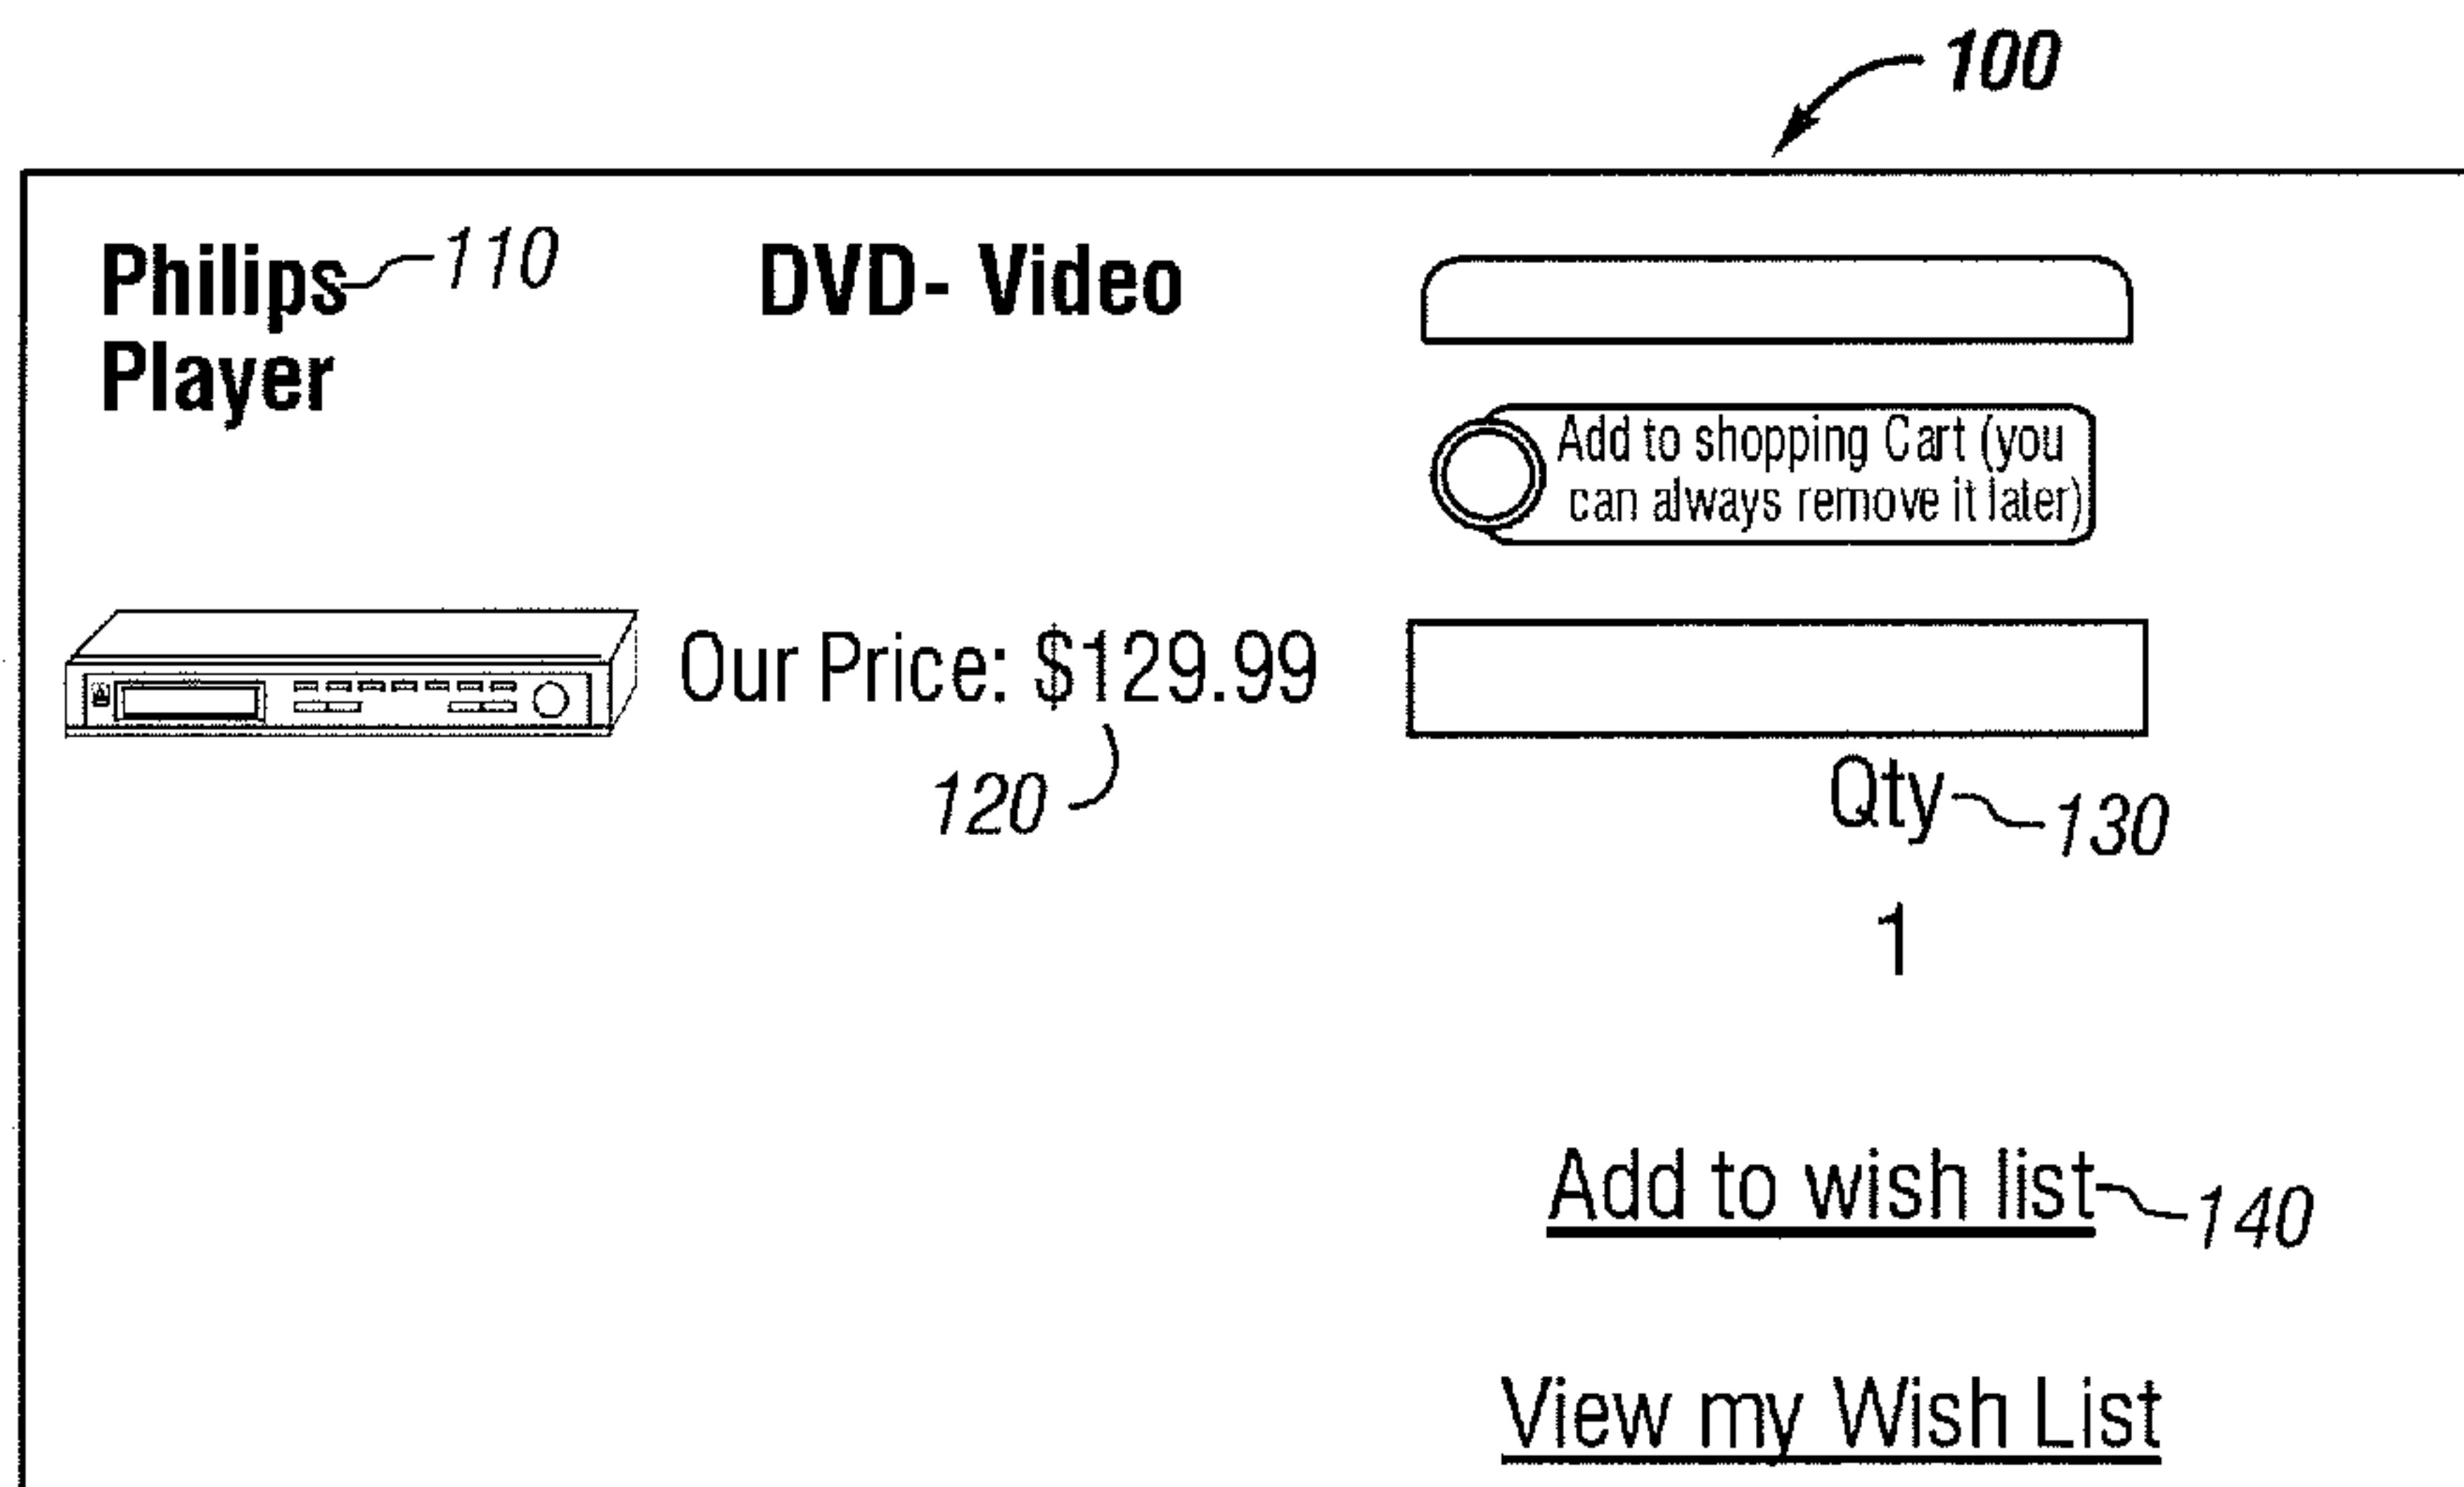 100
Philips 110 DVD- Video
Player
Add to shopping Cart (you
can always remove it later)
Our Price: $129.99
120
Qty 130
1
Add to wish list 140
View my Wish List